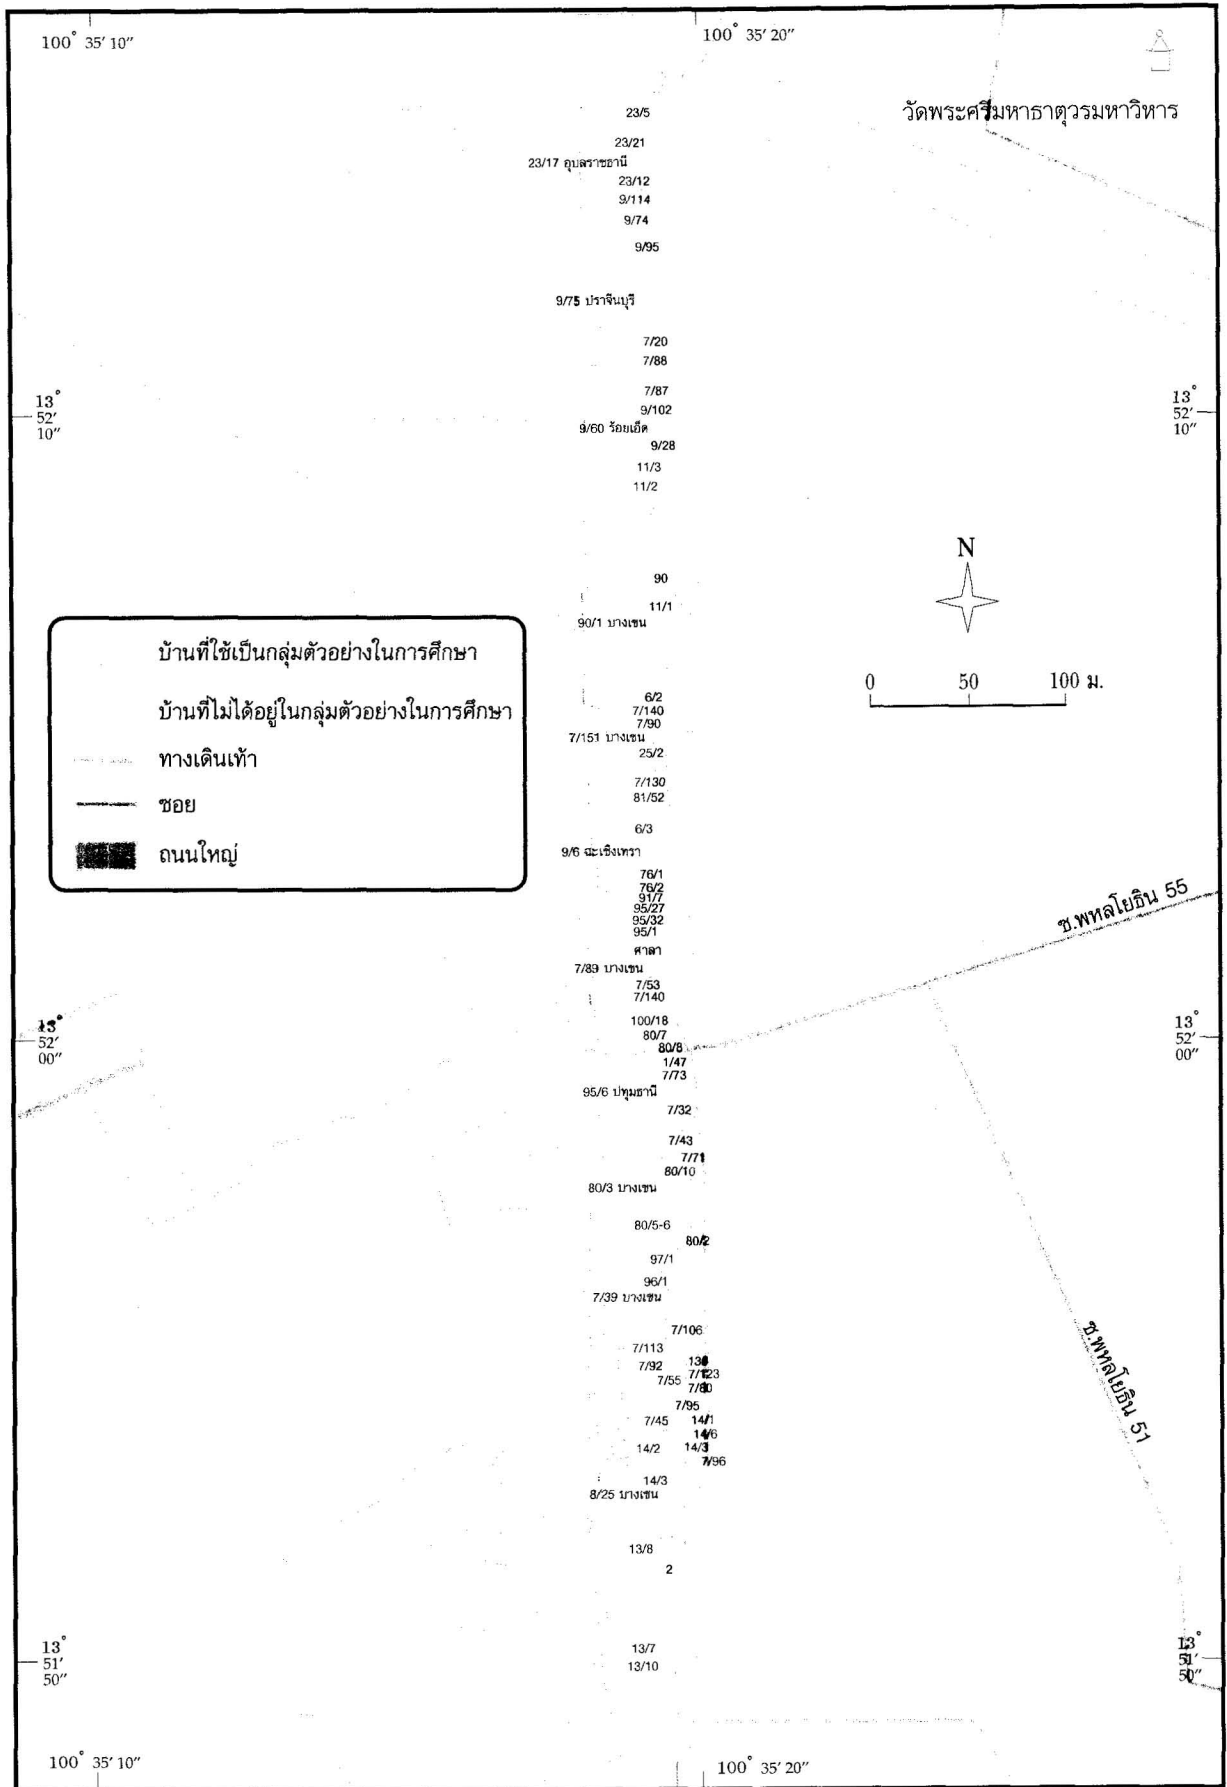 100° 35′ 10″
100° 35′ 20″
วัดพระศรีมหาธาตุวรมหาวิหาร
23/5
23/21
23/17 อุบลราชธานี
23/12
9/114
9/74
9/95
9/75 ปราจีนบุรี
7/20
7/88
7/87
13° 52′ 10″
9/102
13° 52′ 10″
9/60 ร้อยเอ็ด
9/28
11/3
11/2
N
90
11/1
90/1 บางเขน
บ้านที่ใช้เป็นกลุ่มตัวอย่างในการศึกษา
บ้านที่ไม่ได้อยู่ในกลุ่มตัวอย่างในการศึกษา
ทางเดินเท้า
ซอย
ถนนใหญ่
0 50 100 ม.
6/2
7/140
7/90
7/151 บางเขน
25/2
7/130
81/52
6/3
9/6 ฉะเชิงเทรา
76/1
76/2
91/7
95/27
95/32
95/1
ซ.พหลโยธิน 55
ศาลา
7/89 บางเขน
7/53
7/140
100/18
13° 52′ 00″
80/7
13° 52′ 00″
80/8
1/47
7/73
95/6 ปทุมธานี
7/32
7/43
7/71
80/10
80/3 บางเขน
80/5-6
80/2
97/1
96/1
7/39 บางเขน
7/106
7/113
7/92
7/123
7/55
7/80
ซ.พหลโยธิน 51
7/95
7/45
14/1
14/6
14/2
14/3
7/96
14/3
8/25 บางเขน
13/8
2
13/7
13° 51′ 50″
13/10
13° 51′ 50″
100° 35′ 10″
100° 35′ 20″